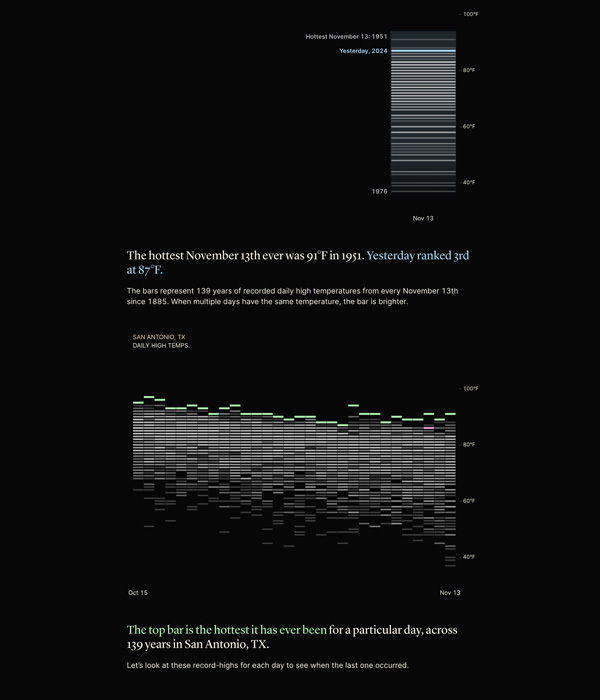 100°F
Hottest November 13: 1951
Yesterday, 2024
80°F
60°F
40°F
1976
Nov 13
The hottest November 13th ever was 91°F in 1951. Yesterday ranked 3rd
at 87°F.
The bars represent 139 years of recorded daily high temperatures from every November 13th
since 1885. When multiple days have the same temperature, the bar is brighter.
SAN ANTONIO, TX
DAILY HIGH TEMPS.
100°F
80°F
60°F
40°F
Oct 15
Nov 13
The top bar is the hottest it has ever been for a particular day, across
139 years in San Antonio, TX.
Let's look at these record-highs for each day to see when the last one occurred.